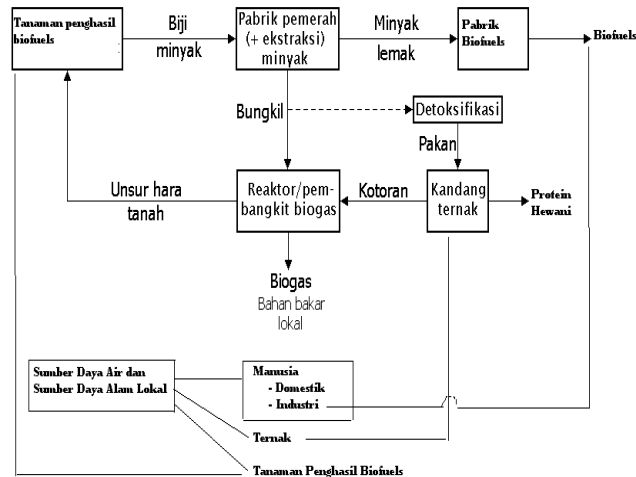 Tanaman penghasil
biofuels
Biji
minyak
Pabrik pemerah
(+ ekstraksi)
minyak
Minyak
lemak
Pabrik
Biofuels
Biofuels
Bungkil
Detoksifikasi
Pakan
Unsur hara
tanah
Reaktor/pem-
bangkit biogas
Kotoran
Kandang
ternak
Protein
Hewani
Biogas
Bahan bakar
lokal
Sumber Daya Air dan
Sumber Daya Alam Lokal
Manusia
- Domestik
- Industri
Ternak
Tanaman Penghasil Biofuels